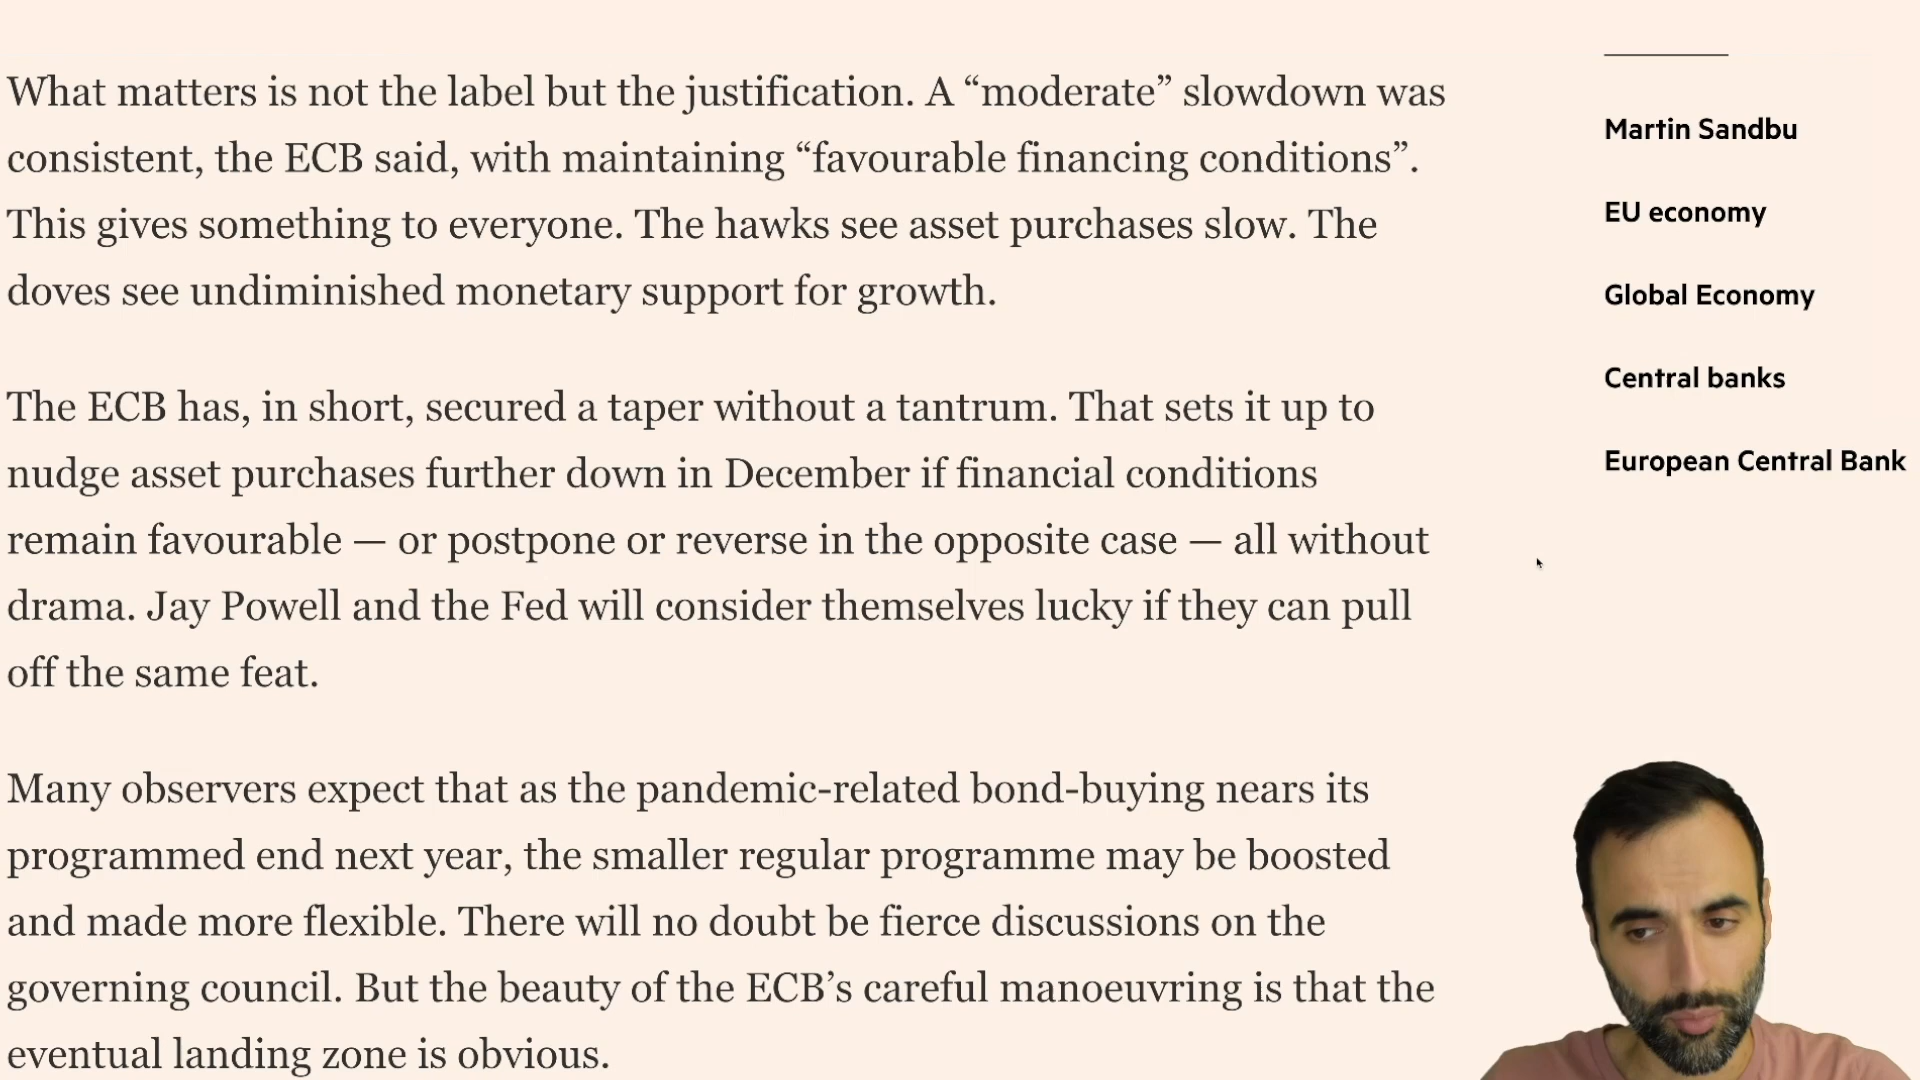 What matters is not the label but the justification. A “moderate” slowdown was
consistent, the ECB said, with maintaining “favourable financing conditions”.
This gives something to everyone. The hawks see asset purchases slow. The
doves see undiminished monetary support for growth.
The ECB has, in short, secured a taper without a tantrum. That sets it up to
nudge asset purchases further down in December if financial conditions
remain favourable — or postpone or reverse in the opposite case — all without
drama. Jay Powell and the Fed will consider themselves lucky if they can pull
off the same feat.
Many observers expect that as the pandemic-related bond-buying nears its
programmed end next year, the smaller regular programme may be boosted
and made more flexible. There will no doubt be fierce discussions on the
governing council. But the beauty of the ECB’s careful manoeuvring is that the
eventual landing zone is obvious.
Martin Sandbu
EU economy
Global Economy
Central banks
European Central Bank